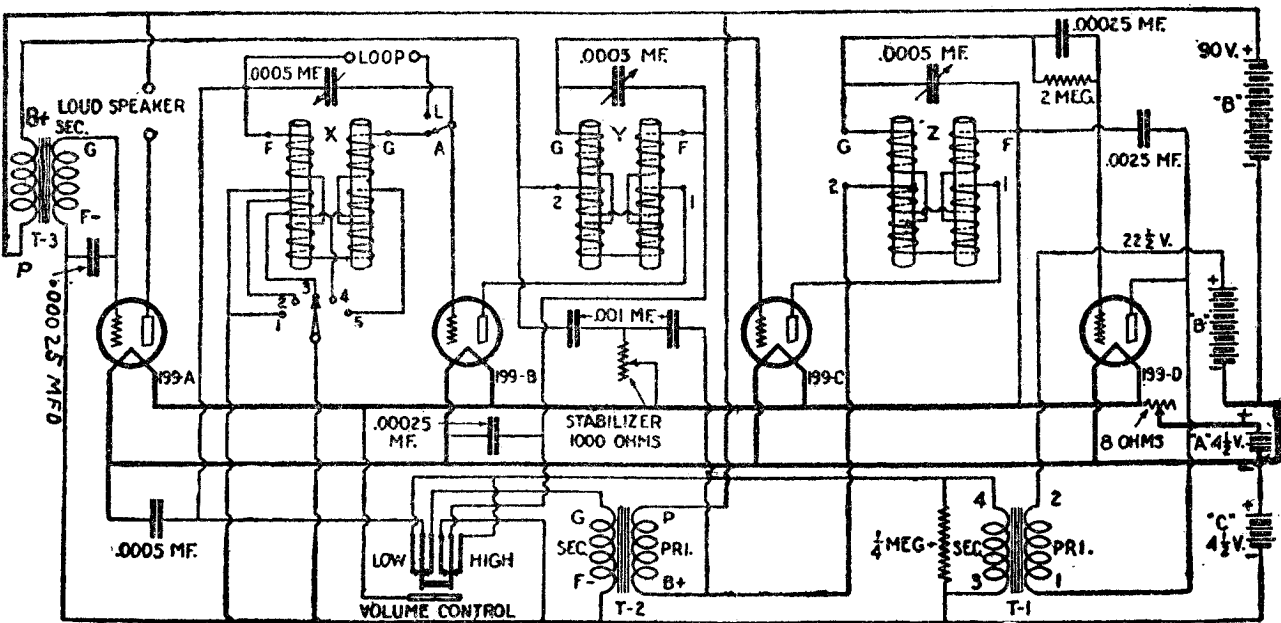 .00025 MF.
90 V. +
.0005 MF.
LOOP
.0005 MF.
.0005 MF.
2 MEG.
"B"
LOUD SPEAKER
B+
SEC.
G
L
F
X
G
A
G
Y
F
G
Z
F
.0025 MF.
2
1
2
1
F-
T-3
P
22½ V.
+
.00025 MFD
3
2
4
1
5
.001 MF.
"B"
199-A
199-B
199-C
199-D
STABILIZER
1000 OHMS
.00025
MF.
8 OHMS
+
"A" 4½ V.
-
.0005 MF.
LOW
HIGH
VOLUME CONTROL
G
P
SEC.
PRI.
F-
B+
T-2
¼ MEG
4
2
SEC.
PRI.
3
1
T-1
+
"C"
4½ V.
-